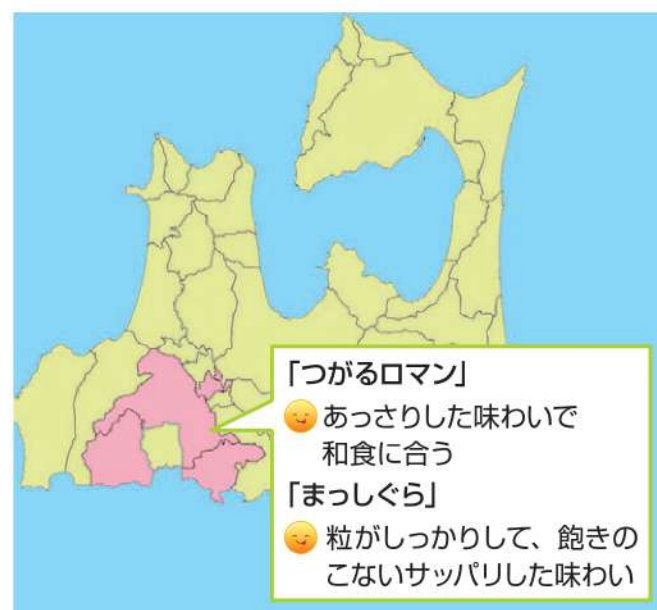 「つがるロマン」
あっさりした味わいで
和食に合う
「まっしぐら」
粒がしっかりして、飽きの
こないサッパリした味わい